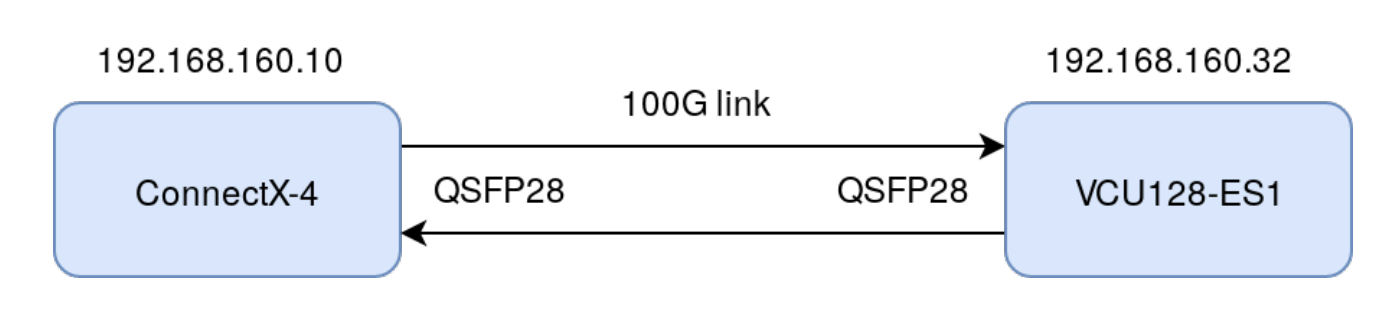 192.168.160.10
192.168.160.32
100G link
QSFP28
QSFP28
ConnectX-4
VCU128-ES1